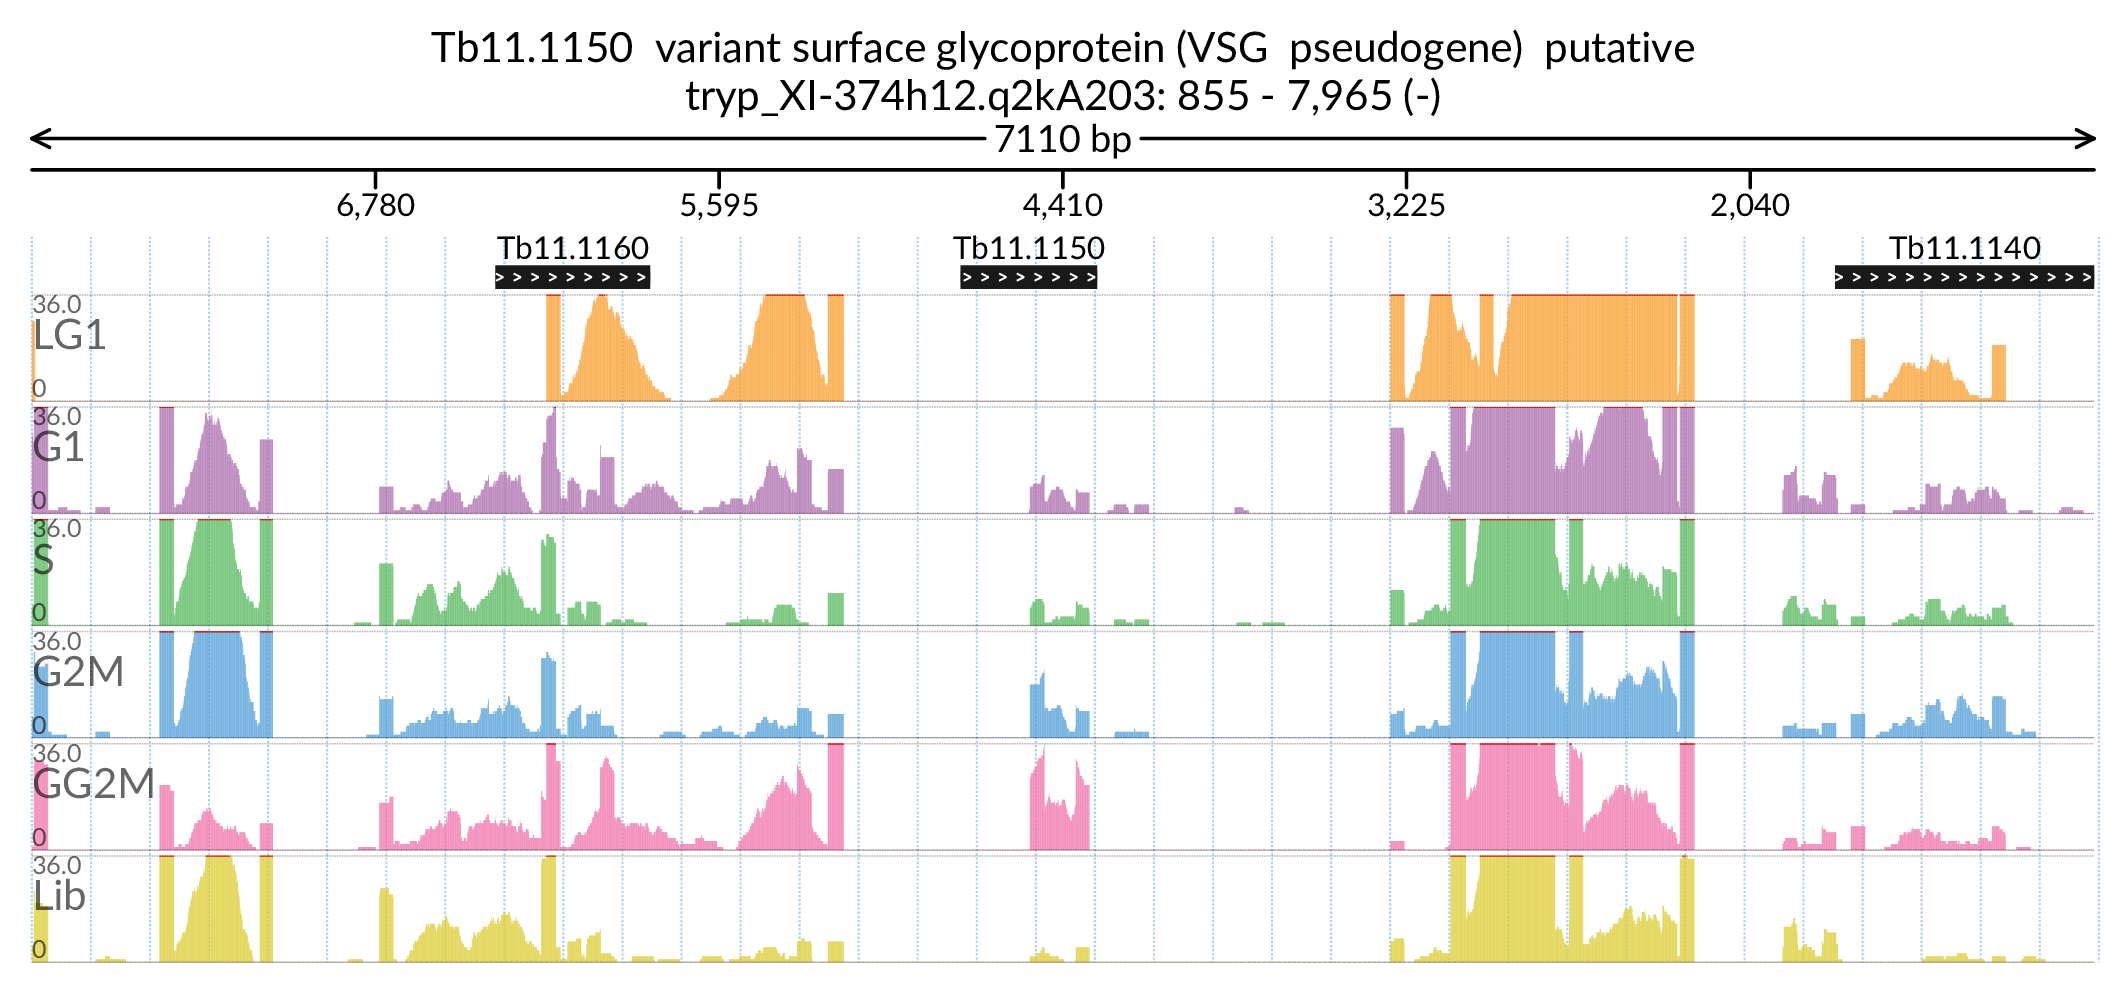 Tb11.1150 variant surface glycoprotein (VSG pseudogene) putative
tryp_XI-374h12.q2kA203: 855 - 7,965 (-)
7110 bp
6,780 5,595 4,410 3,225 2,040
Tb11.1160 Tb11.1150 Tb11.1140
36.0
LG1
0
36.0
G1
0
36.0
S
0
36.0
G2M
0
36.0
GG2M
0
36.0
Lib
0